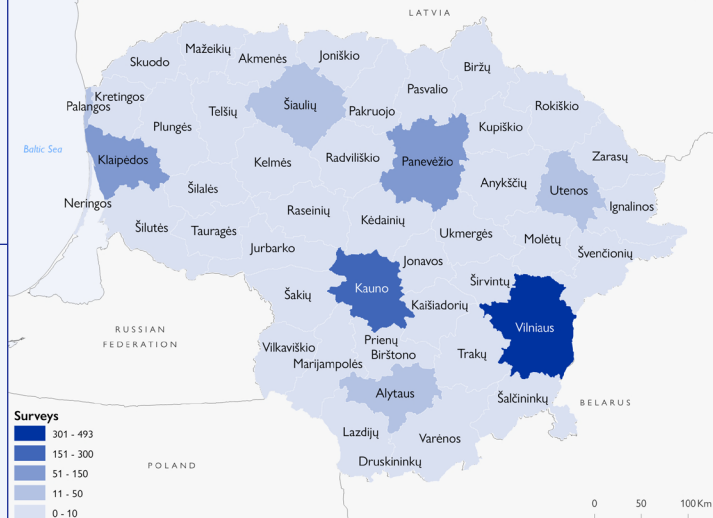 LATVIA
Mažeikių
Skuodo
Akmenės
Joniškio
Biržų
Kretingos
Palangos
Telšių
Šiaulių
Pakruojo
Pasvalio
Rokiškio
Plungės
Kupiškio
Baltic Sea
Klaipėdos
Kelmės
Radviliškio
Panevėžio
Zarasų
Šilalės
Anykščių
Utenos
Ignalinos
Neringos
Raseinių
Kėdainių
Šilutės
Tauragės
Ukmergės
Molėtų
Jurbarko
Švenčionių
Jonavos
Šakių
Kauno
Širvintų
Kaišiadorių
RUSSIAN
FEDERATION
Vilniaus
Vilkaviškio
Prienų
Birštono
Marijampolės
Trakų
Alytaus
Šalčininkų
BELARUS
Surveys
301 - 493
151 - 300
51 - 150
11 - 50
0 - 10
Lazdijų
Varėnos
Druskininkų
POLAND
0 50 100 Km